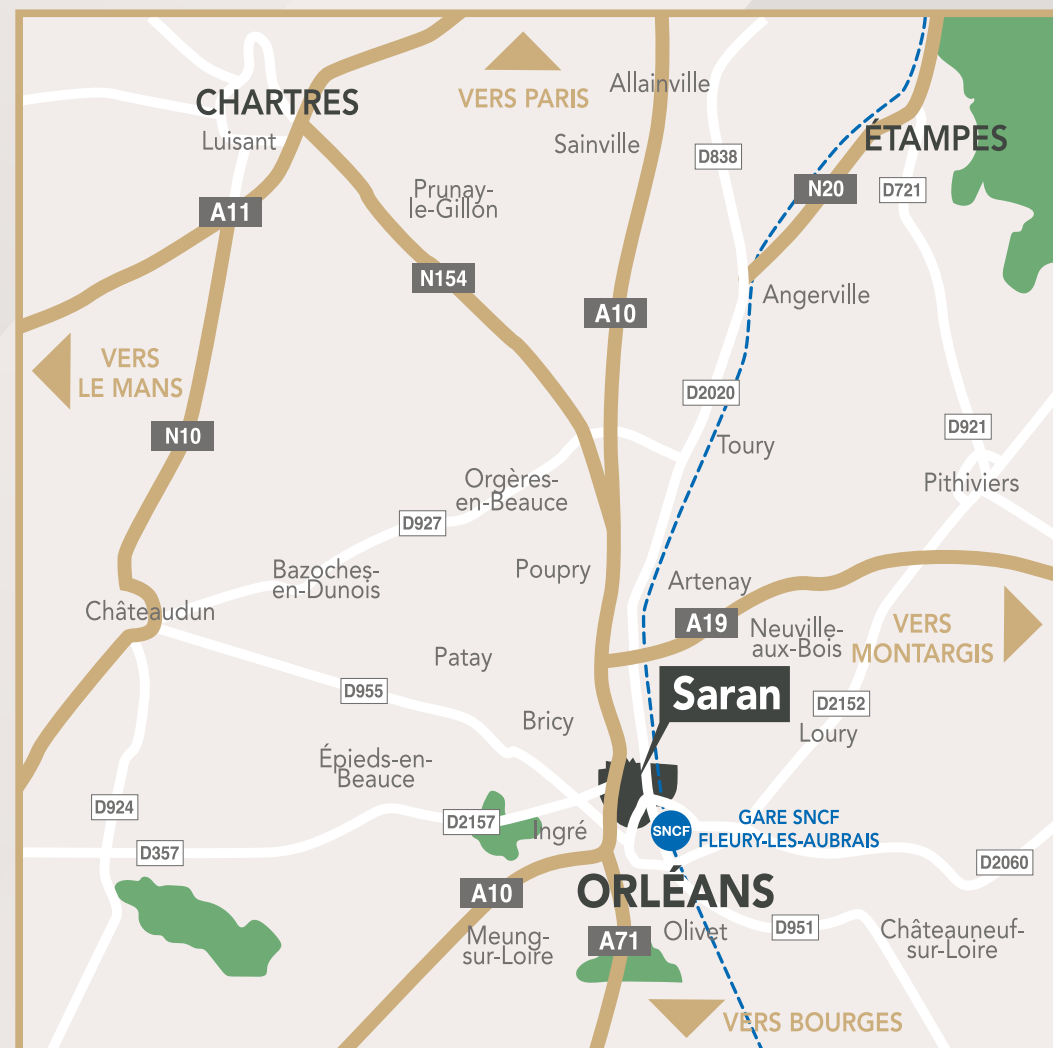 VERS PARIS
Allainville
CHARTRES
Luisant
Sainville
D838
ÉTAMPES
N20
D721
Prunay-
le-Gillon
A11
N154
A10
Angerville
VERS
LE MANS
D2020
N10
Toury
D921
Pithiviers
Orgères-
en-Beauce
D927
Bazoches-
en-Dunois
Poupry
Artenay
Châteaudun
A19
Neuville-
aux-Bois
VERS
MONTARGIS
Patay
D955
Saran
D2152
Bricy
Loury
Épieds-en-
Beauce
D924
D2157
Ingré
SNCF
GARE SNCF
FLEURY-LES-AUBRAIS
D357
D2060
A10
ORLÉANS
Meung-
sur-Loire
A71
Olivet
D951
Châteauneuf-
sur-Loire
VERS BOURGES